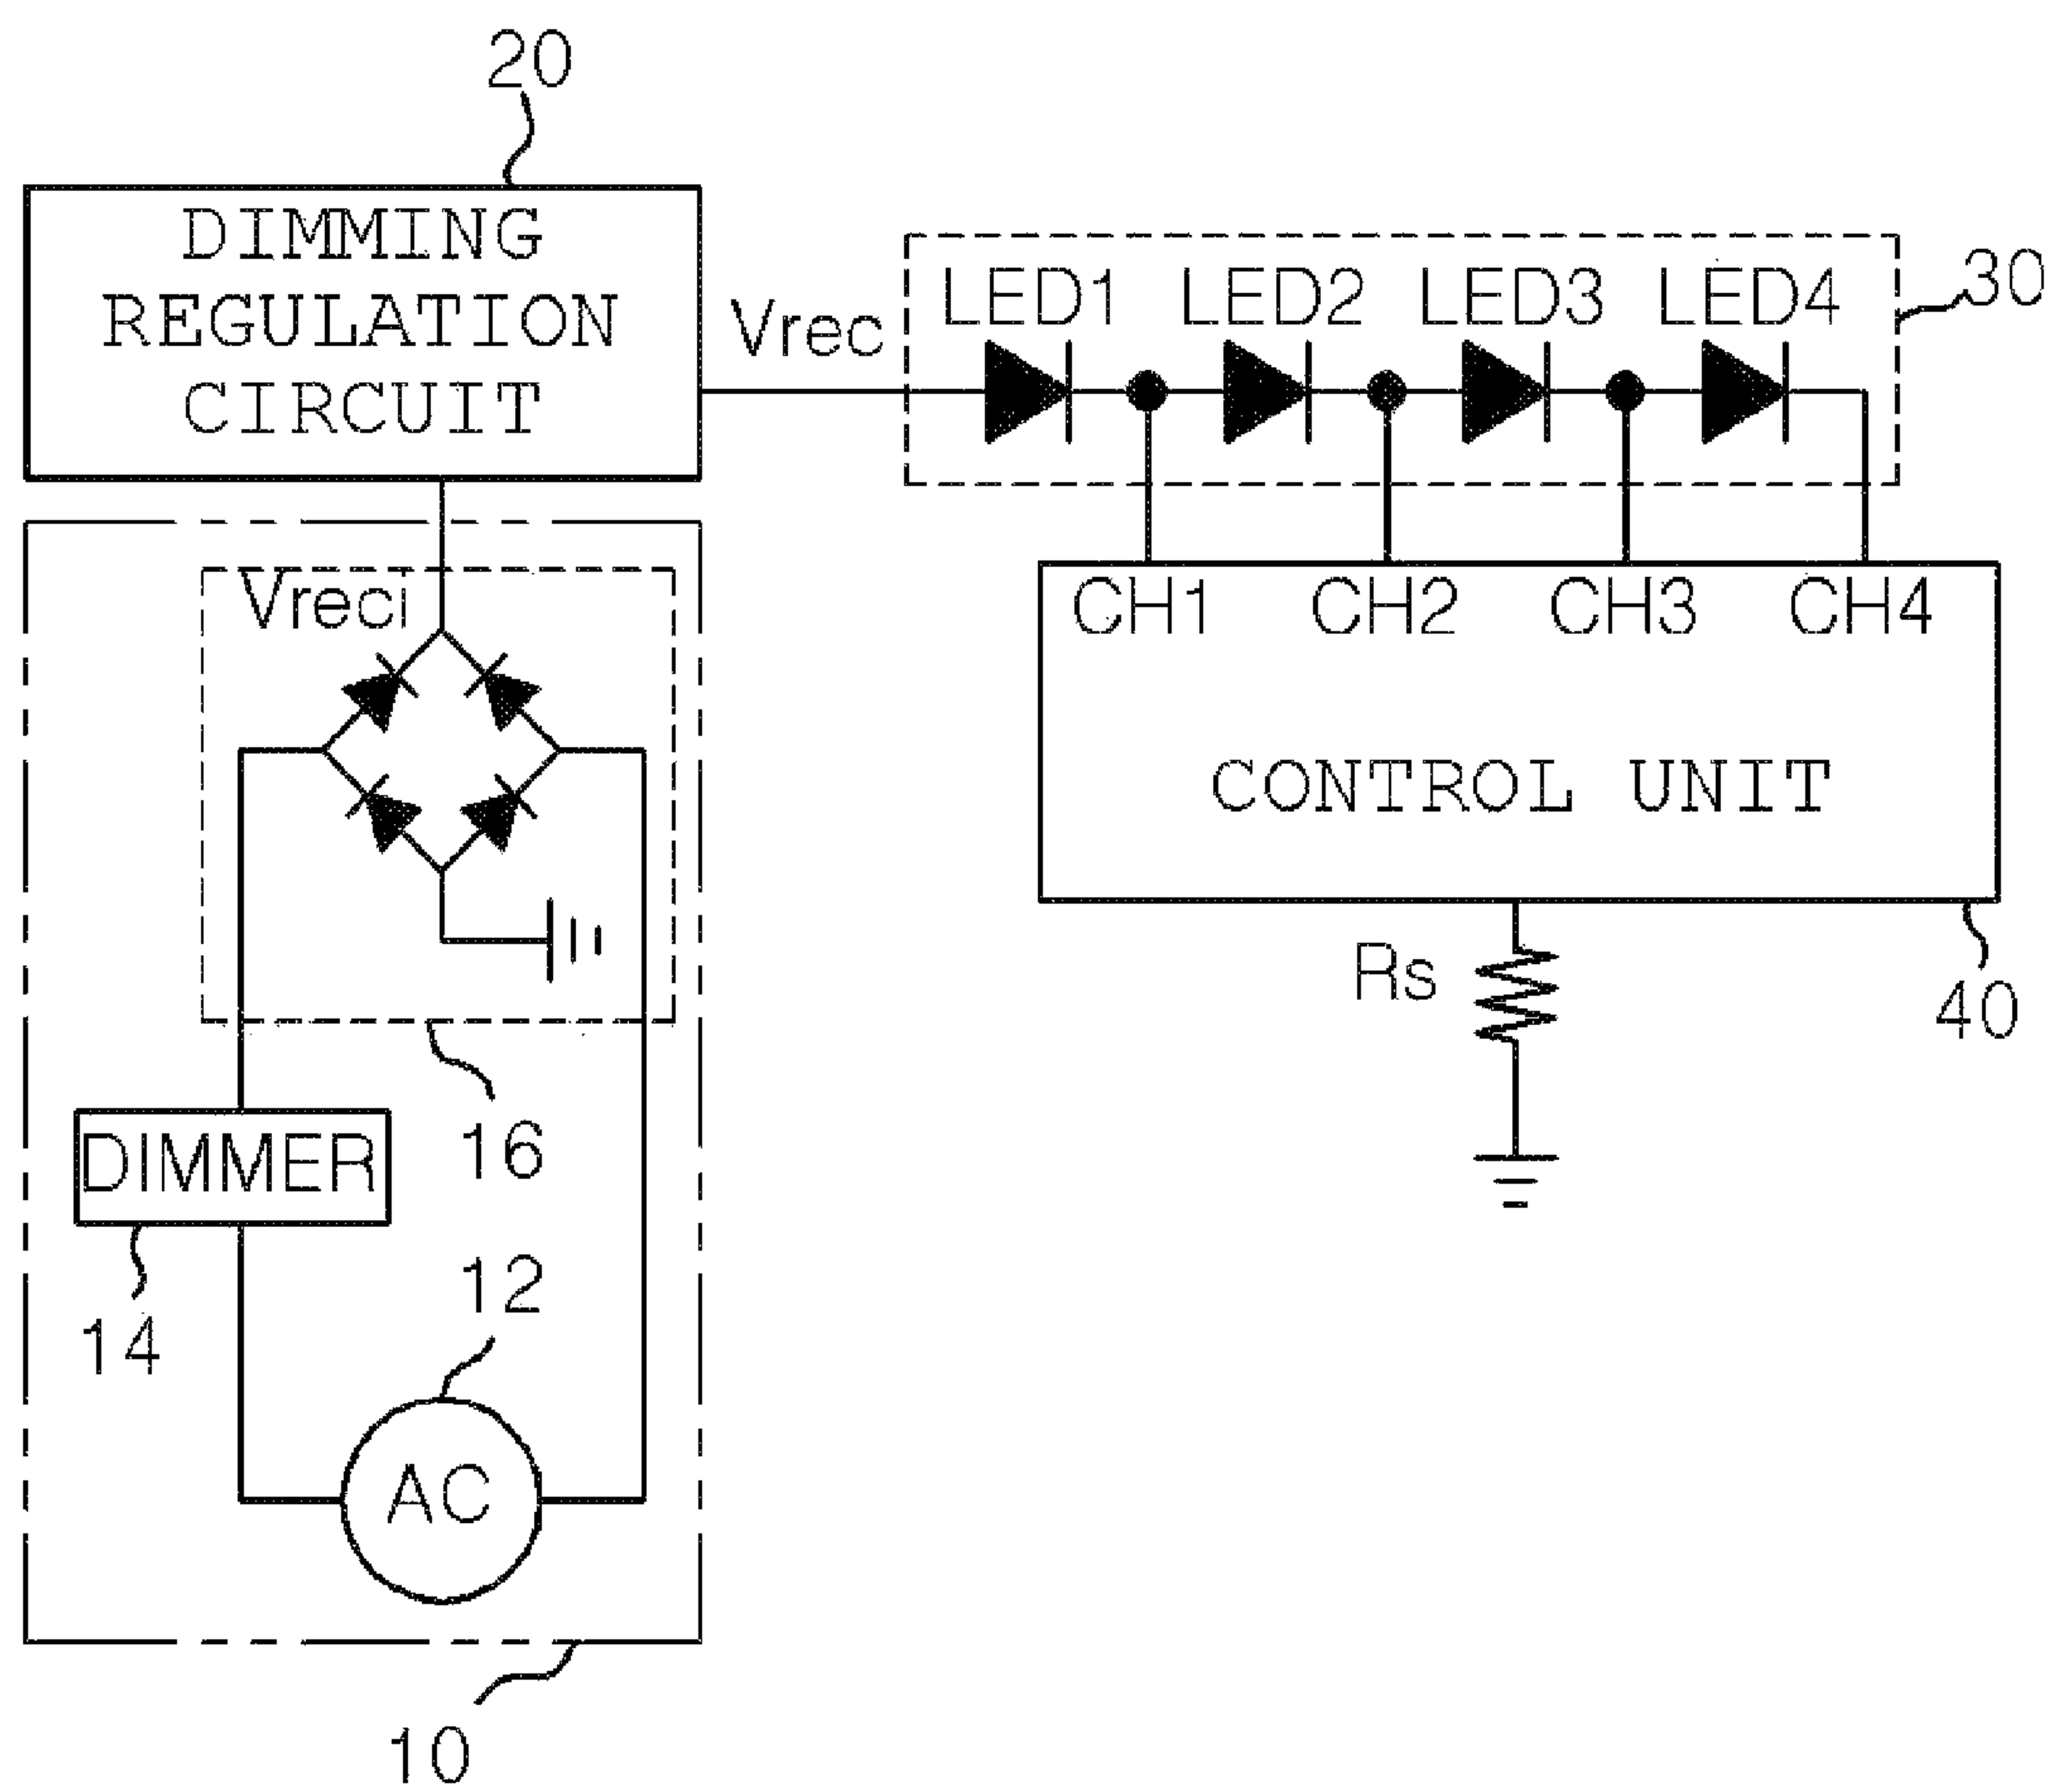 20
DIMMING
REGULATION
CIRCUIT
Vrec
LED1 LED2 LED3 LED4
30
Vreci
CH1 CH2 CH3 CH4
CONTROL UNIT
Rs
40
16
DIMMER
14
12
AC
10